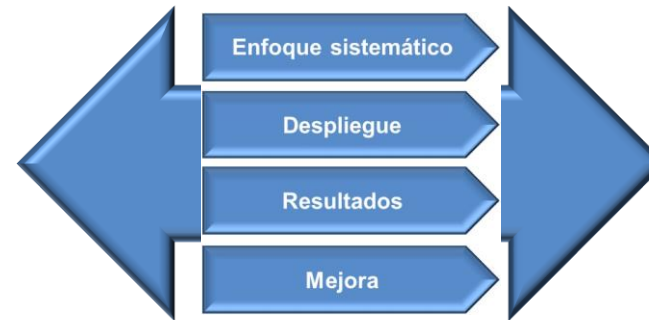 Enfoque sistemático
Despliegue
Resultados
Mejora